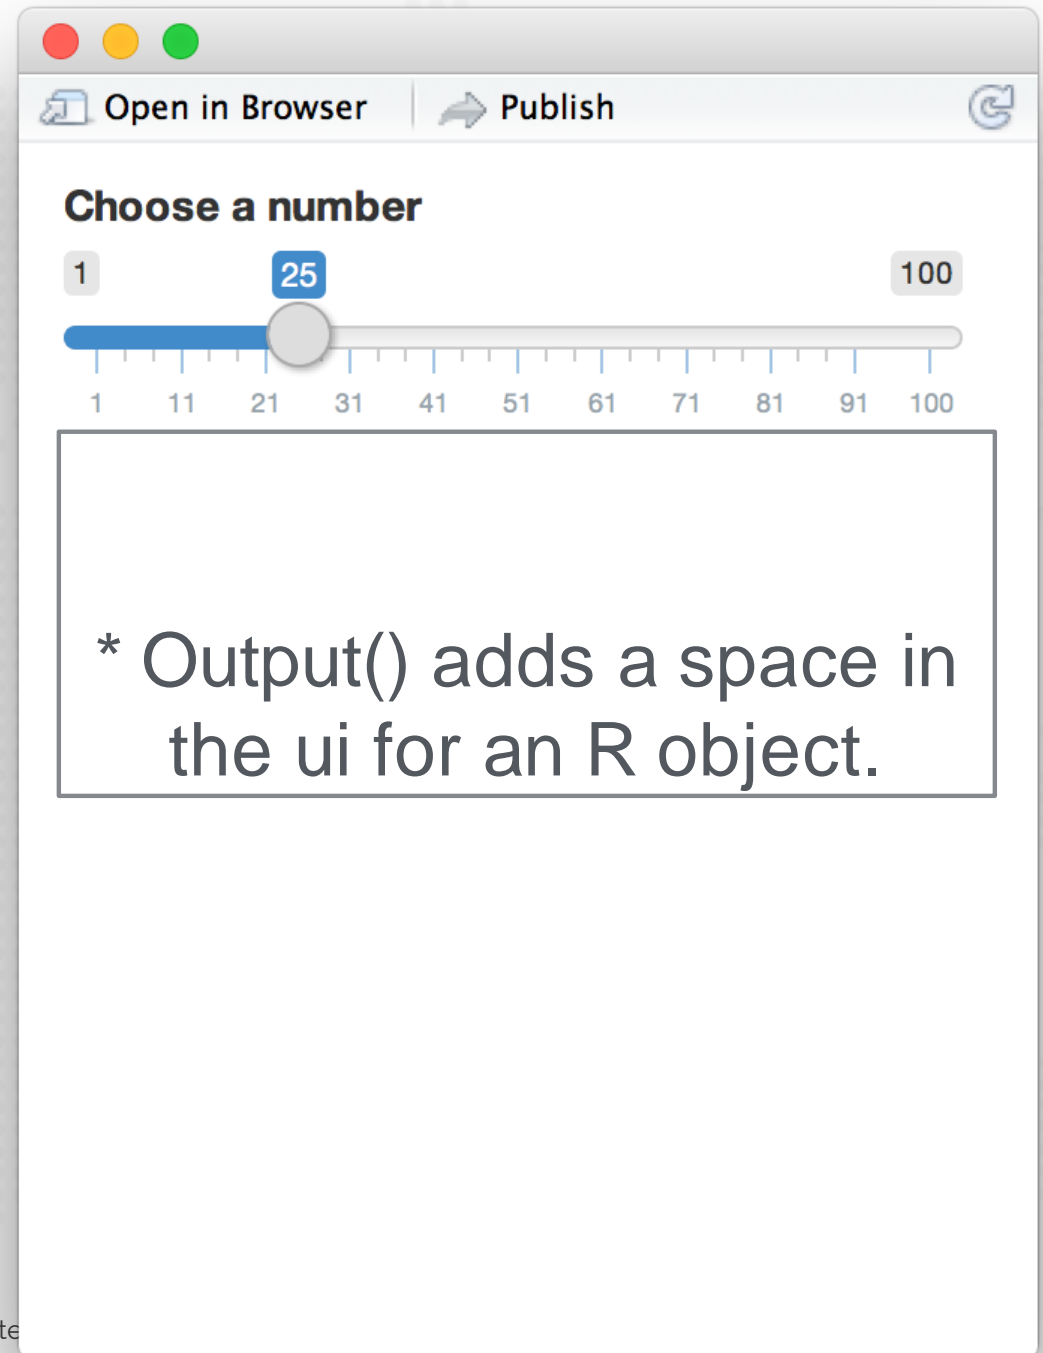 Open in Browser Publish
Choose a number
1 25 100
1 11 21 31 41 51 61 71 81 91 100
* Output() adds a space in
the ui for an R object.
te